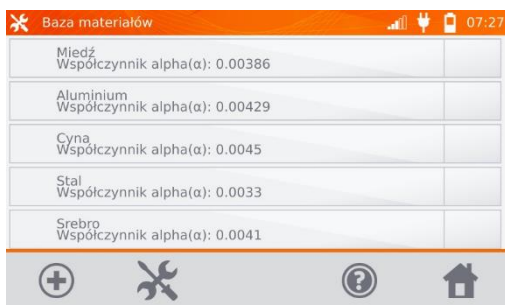 Baza materiałów
07:27
Miedź
Współczynnik alpha(α): 0.00386
Aluminium
Współczynnik alpha(α): 0.00429
Cyna
Współczynnik alpha(α): 0.0045
Stal
Współczynnik alpha(α): 0.0033
Srebro
Współczynnik alpha(α): 0.0041
?